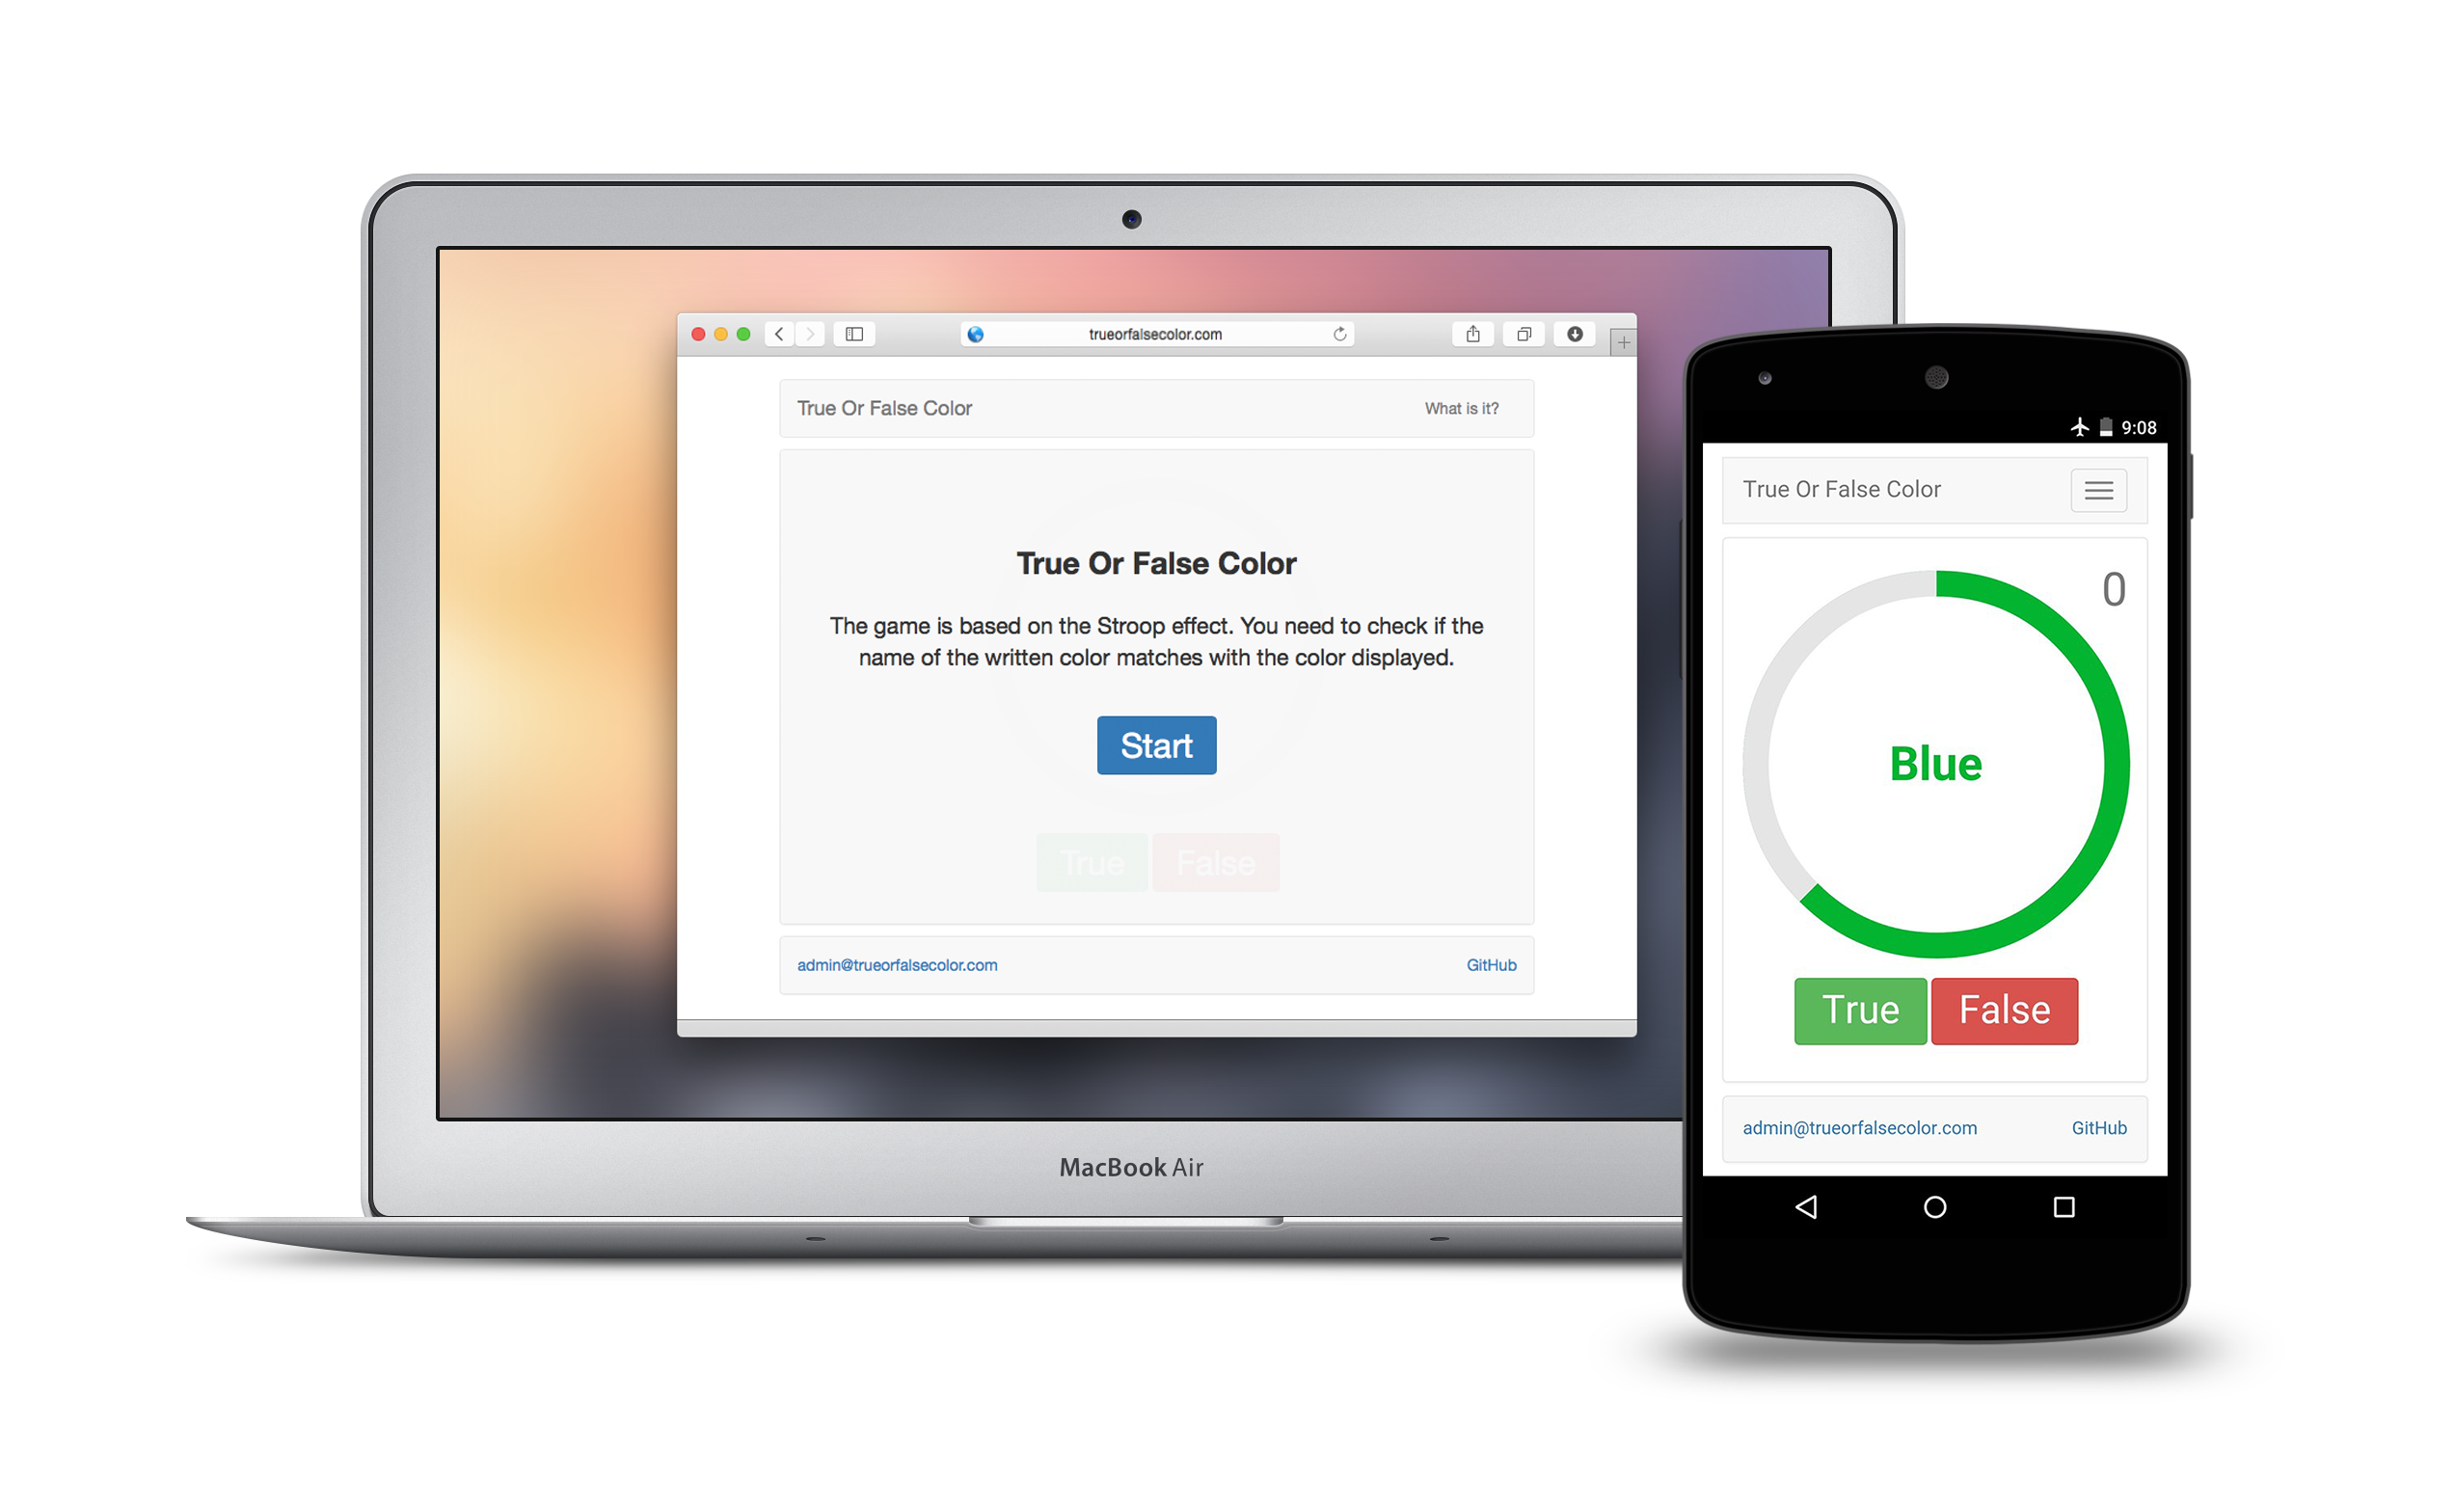 trueorfalsecolor.com
True Or False Color
What is it?
True Or False Color
The game is based on the Stroop effect. You need to check if the
name of the written color matches with the color displayed.
Start
True
False
admin@trueorfalsecolor.com
GitHub
MacBook Air
9:08
True Or False Color
0
Blue
True
False
admin@trueorfalsecolor.com
GitHub